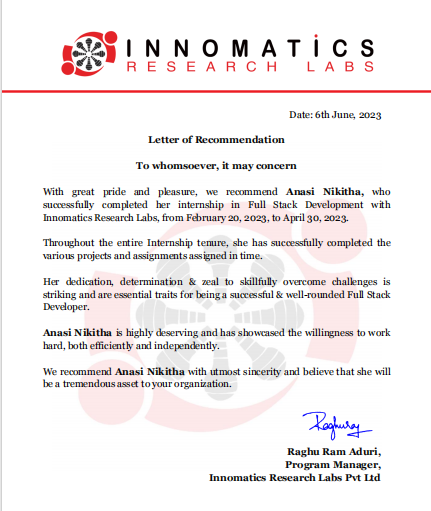 INNOMATICS
RESEARCH LABS
Date: 6th June, 2023
Letter of Recommendation
To whomsoever, it may concern
With great pride and pleasure, we recommend Anasi Nikitha, who
successfully completed her internship in Full Stack Development with
Innomatics Research Labs, from February 20, 2023, to April 30, 2023.
Throughout the entire Internship tenure, she has successfully completed the
various projects and assignments assigned in time.
Her dedication, determination & zeal to skillfully overcome challenges is
striking and are essential traits for being a successful & well-rounded Full Stack
Developer.
Anasi Nikitha is highly deserving and has showcased the willingness to work
hard, both efficiently and independently.
We recommend Anasi Nikitha with utmost sincerity and believe that she will
be a tremendous asset to your organization.
Raghuraj
Raghu Ram Aduri,
Program Manager,
Innomatics Research Labs Pvt Ltd